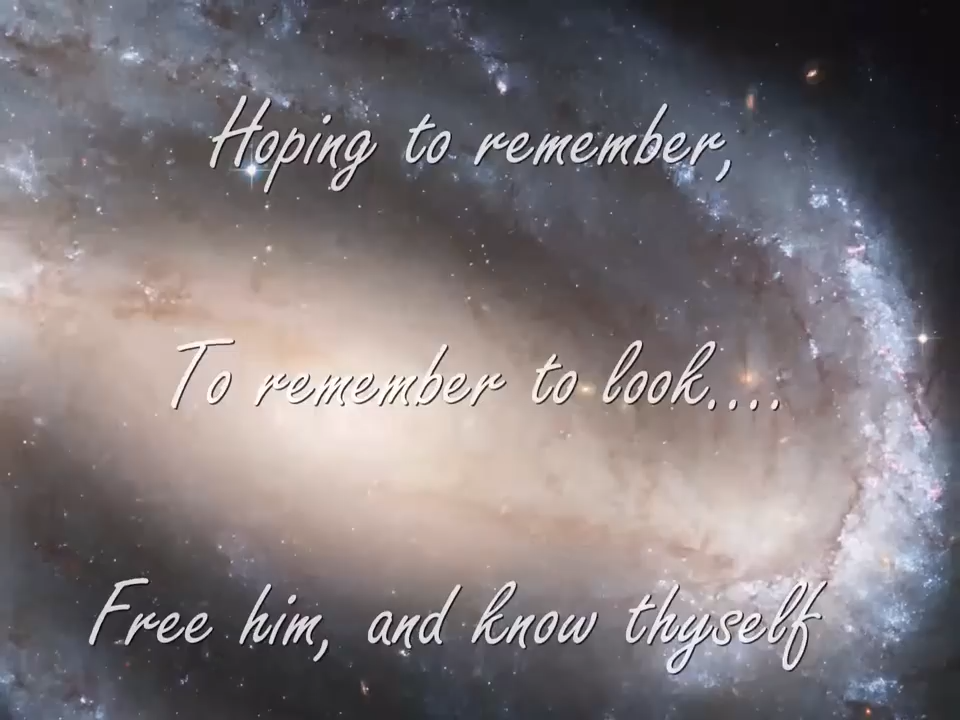 Hoping to remember,
To remember to look....
Free him, and know thyself